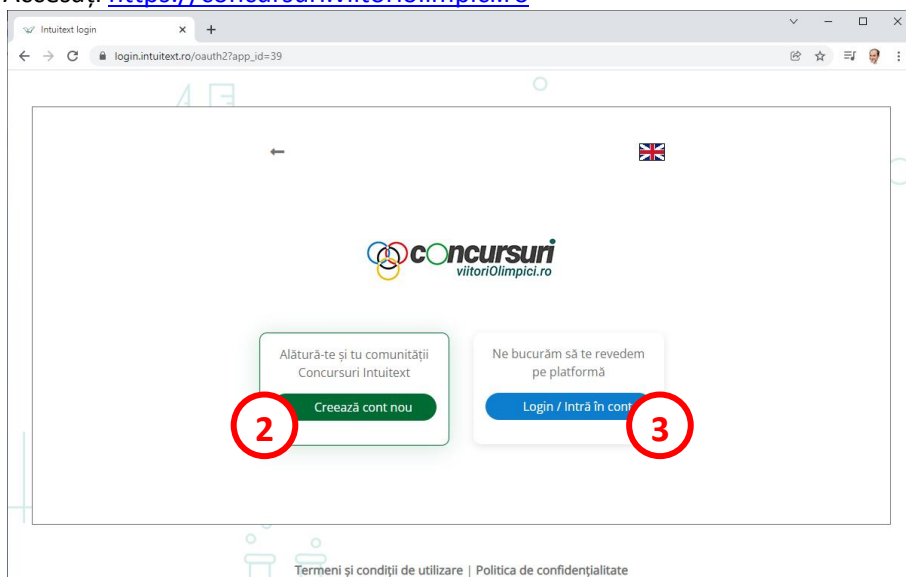 Accesați https://concursuri.viitoriOlimpici.ro
Intuitext login
login.intuitext.ro/oauth2?app_id=39
concursuri
viitoriOlimpici.ro
Alătură-te și tu comunității
Concursuri Intuitext
Creează cont nou
2
Ne bucurăm să te revedem
pe platformă
Login / Intră în cont
3
Termeni și condiții de utilizare | Politica de confidențialitate